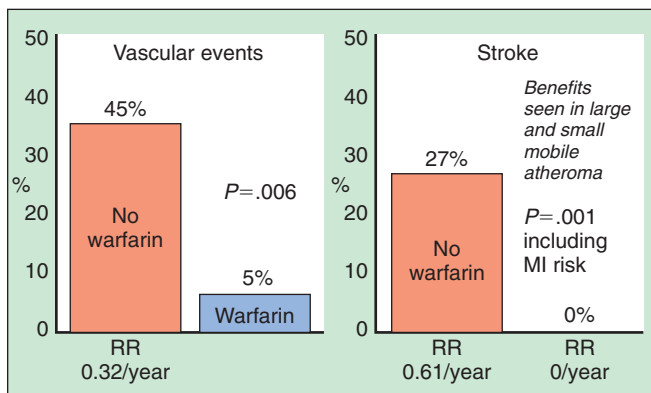 Vascular events
50
40
30
%
20
10
0
45%
No
warfarin
P=.006
5%
Warfarin
RR
0.32/year
Stroke
50
40
30
%
20
10
0
27%
No
warfarin
Benefits
seen in large
and small
mobile
atheroma
P=.001
including
MI risk
0%
RR
0.61/year
RR
0/year